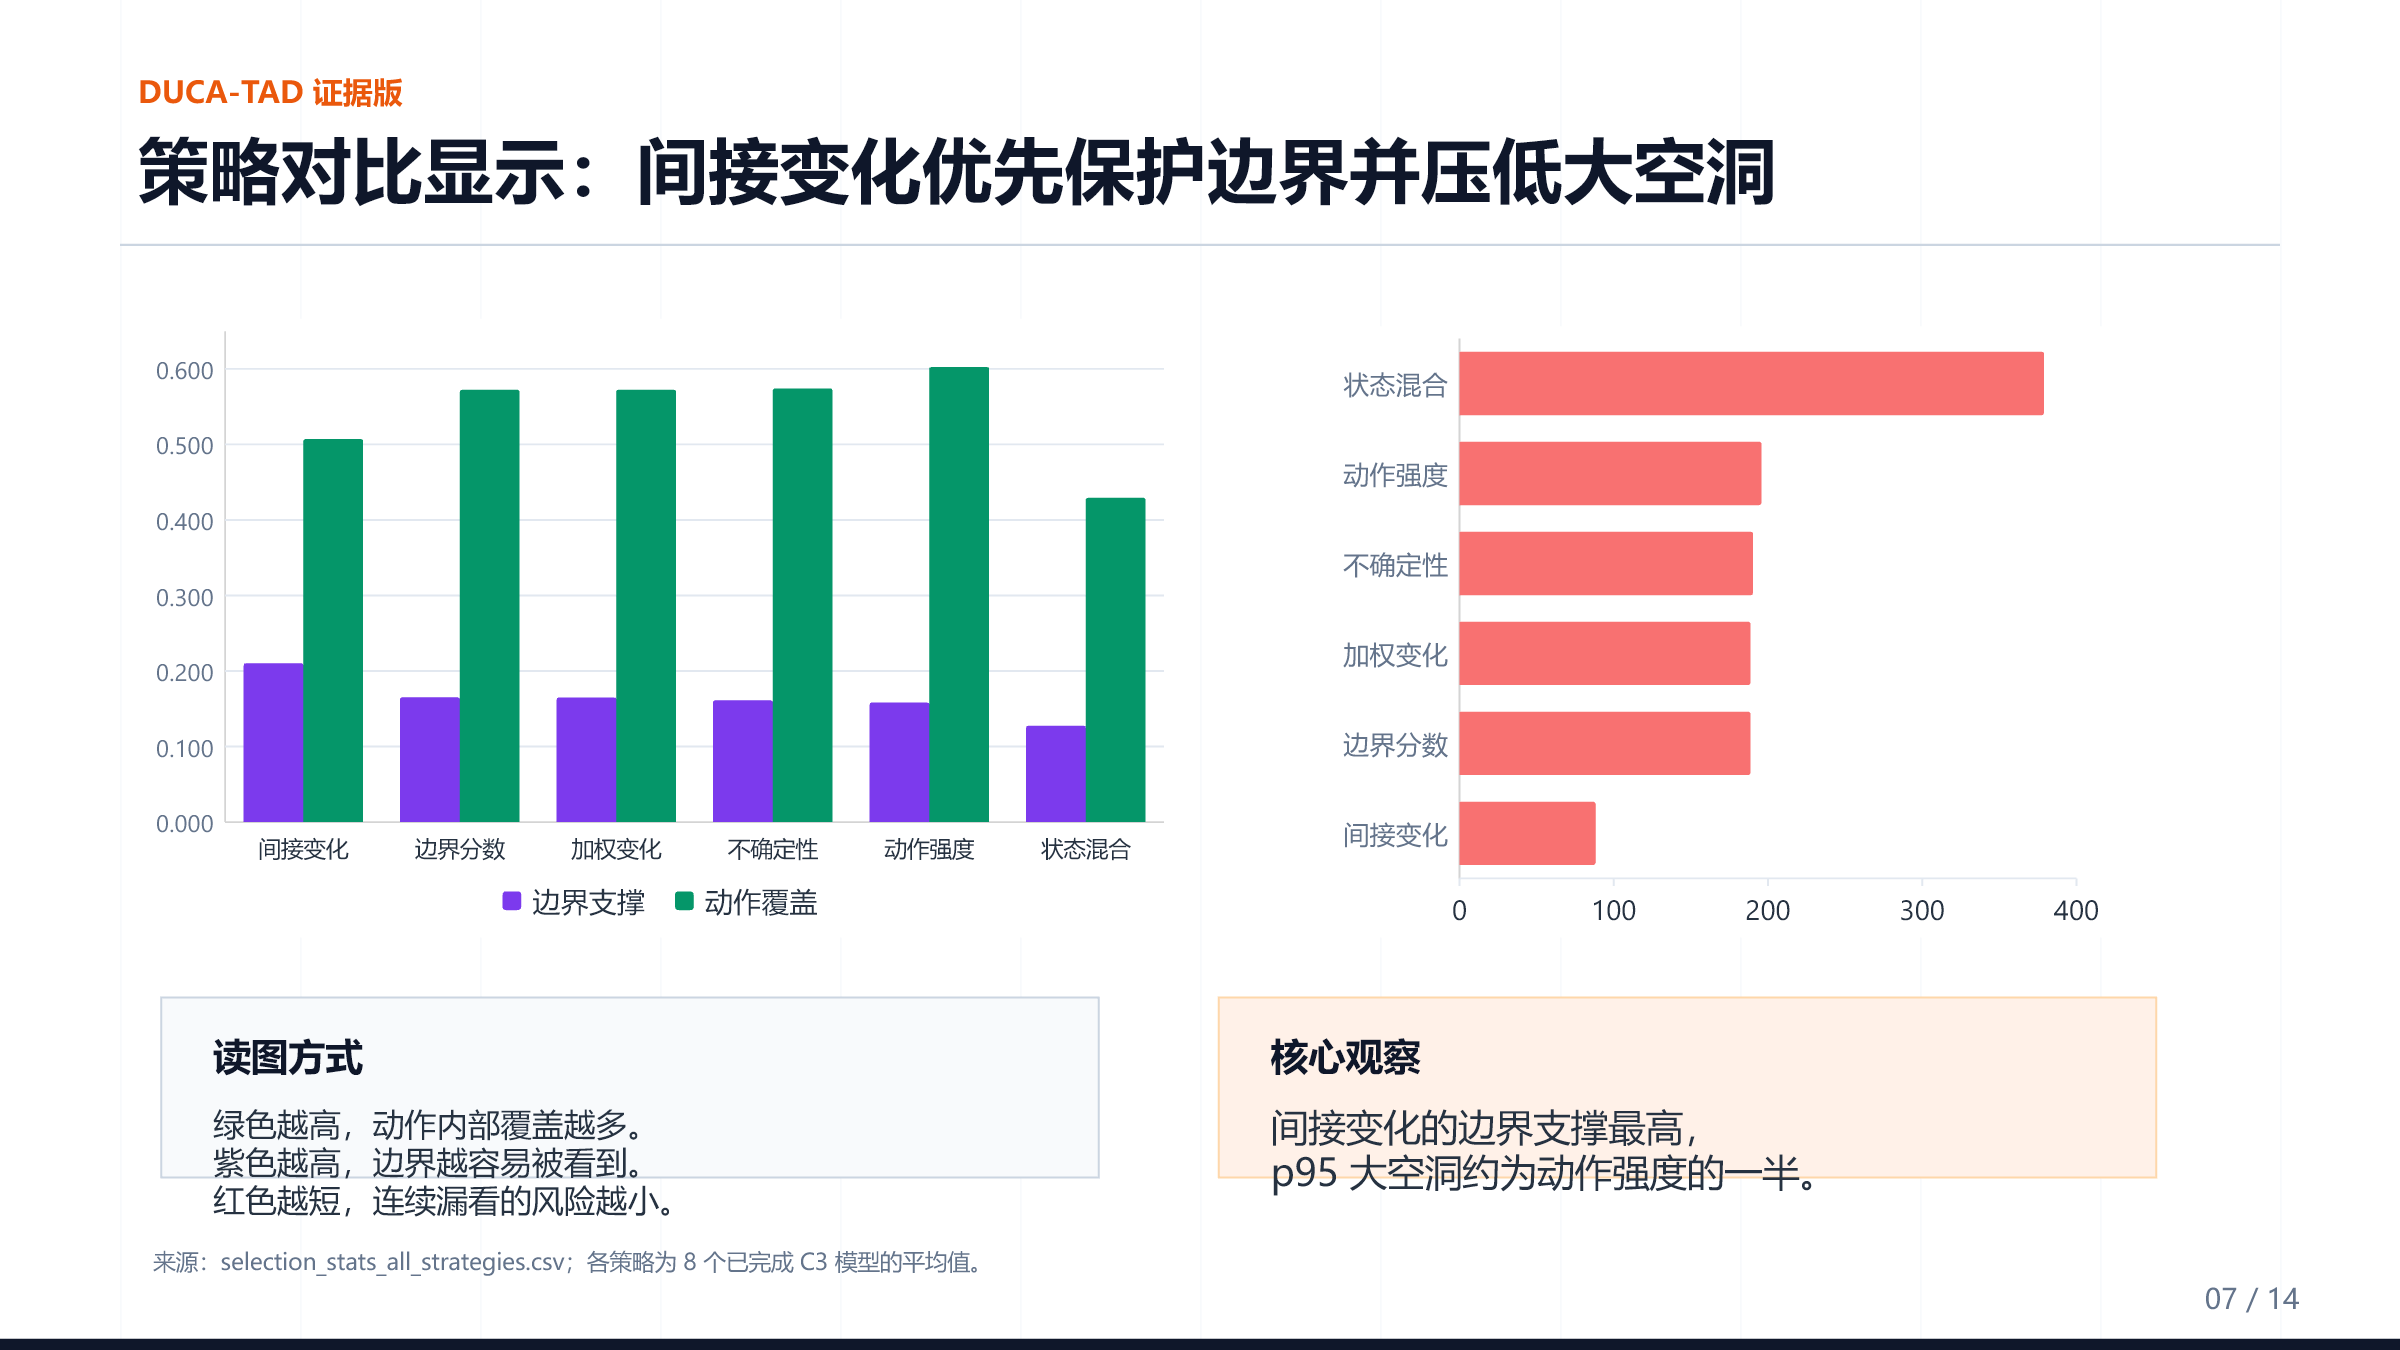 DUCA-TAD 证据版
策略对比显示：间接变化优先保护边界并压低大空洞
0.600
0.500
0.400
0.300
0.200
0.100
0.000
间接变化 边界分数 加权变化 不确定性 动作强度 状态混合
边界支撑 动作覆盖
状态混合
动作强度
不确定性
加权变化
边界分数
间接变化
0 100 200 300 400
读图方式
绿色越高，动作内部覆盖越多。
紫色越高，边界越容易被看到。
红色越短，连续漏看的风险越小。
核心观察
间接变化的边界支撑最高，
p95 大空洞约为动作强度的一半。
来源：selection_stats_all_strategies.csv；各策略为 8 个已完成 C3 模型的平均值。
07 / 14